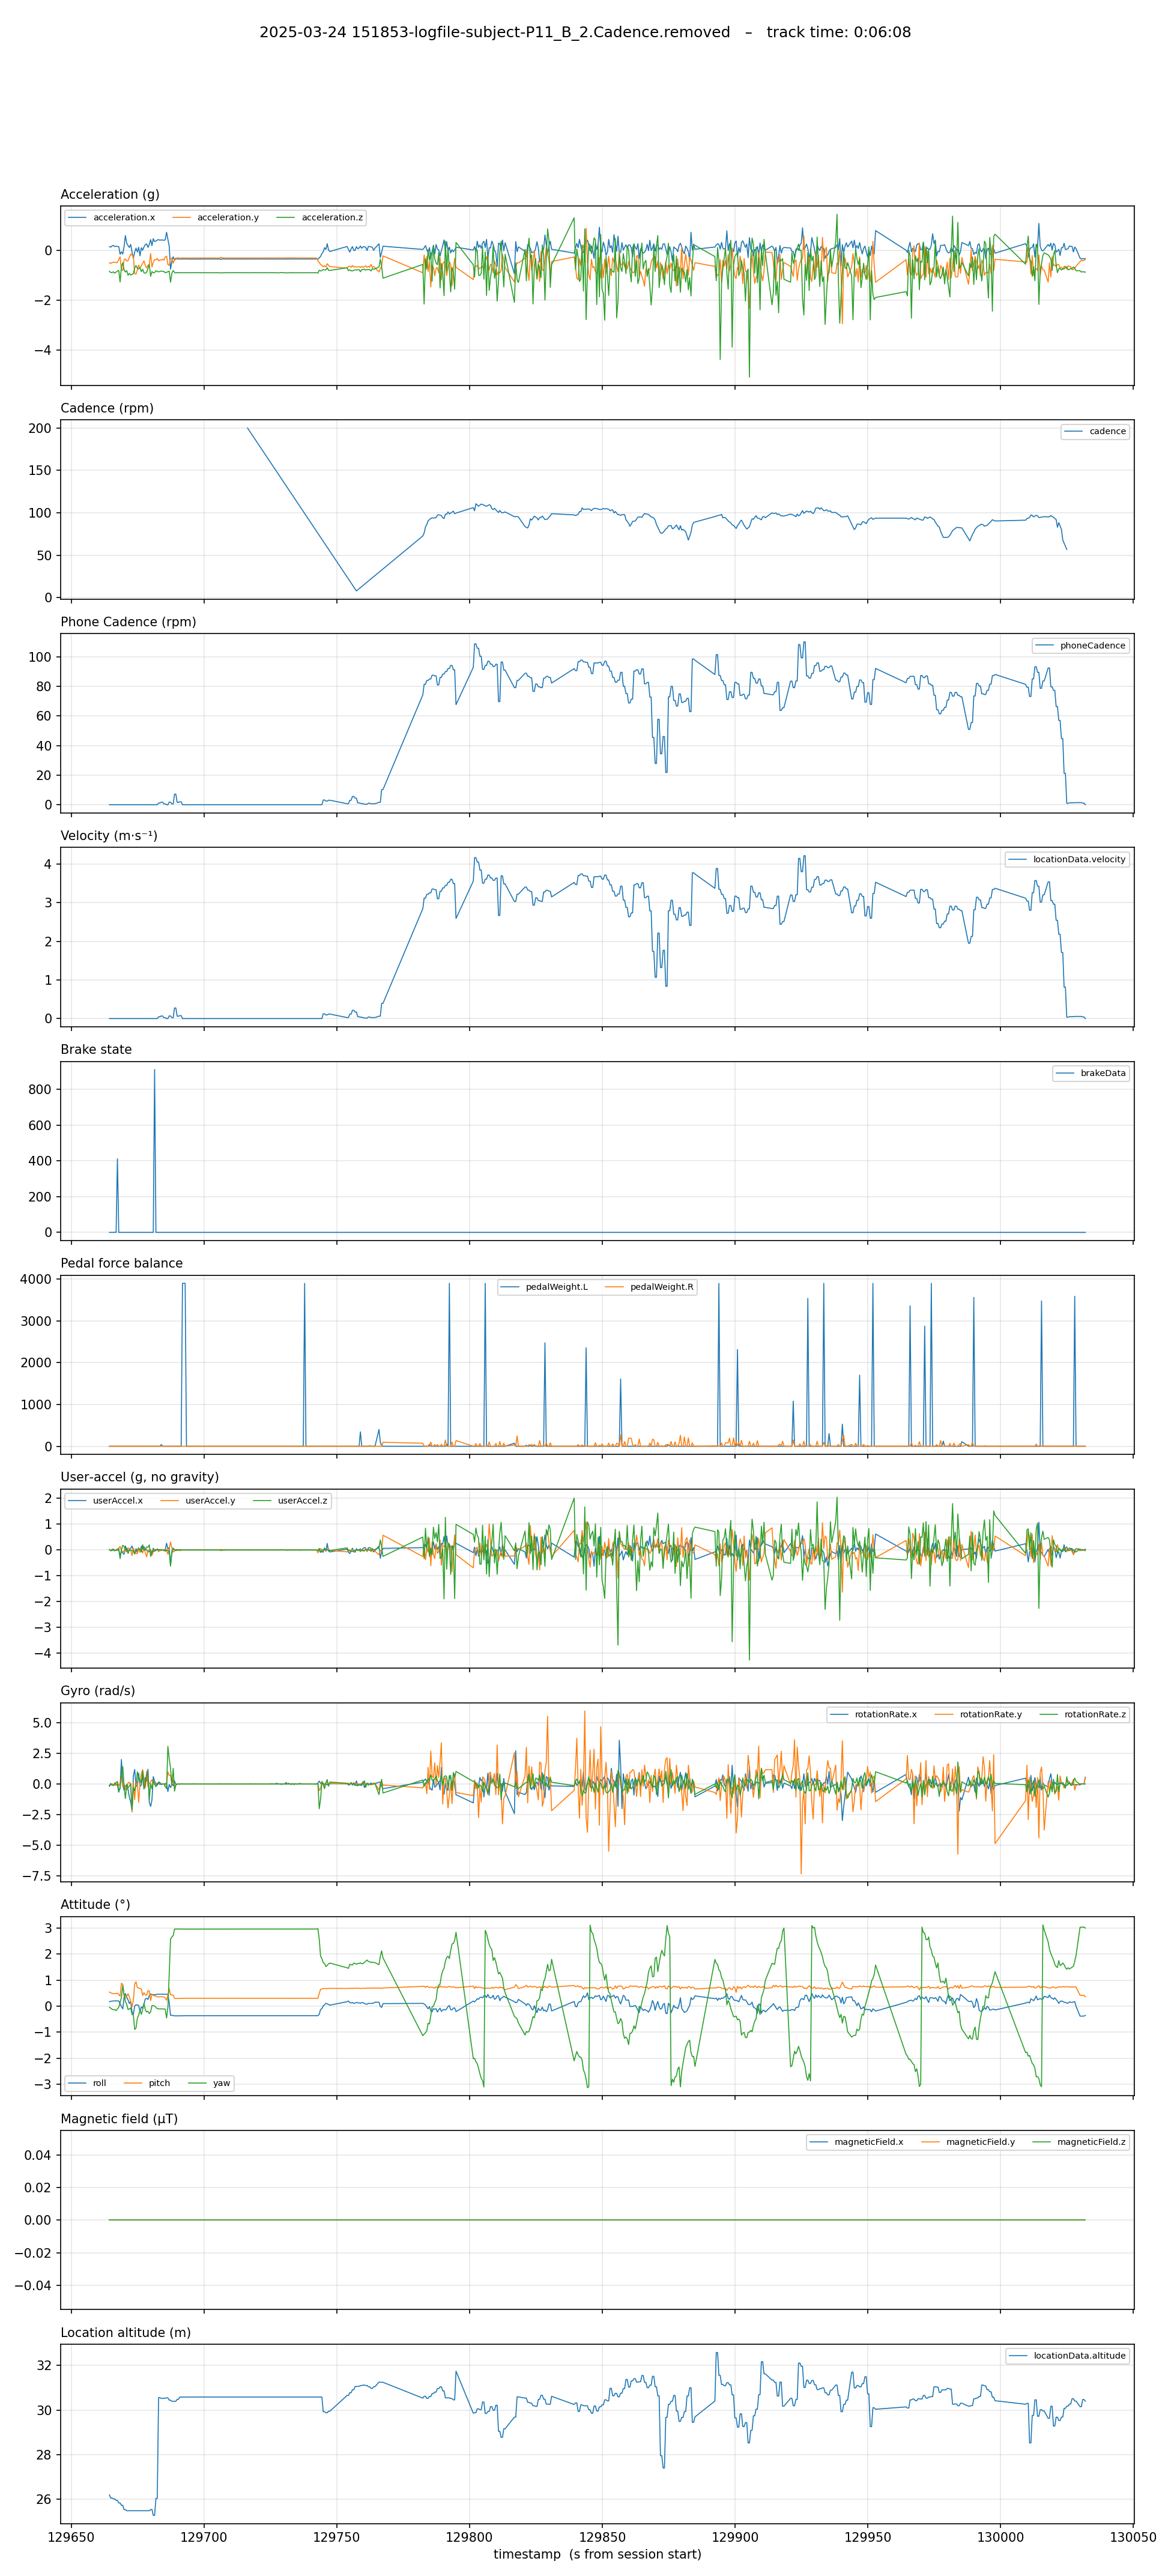 2025-03-24 151853-logfile-subject-P11_B_2.Cadence.removed – track time: 0:06:08
Acceleration (g)
acceleration.x acceleration.y acceleration.z
0
−2
−4
Cadence (rpm)
cadence
200
150
100
50
0
Phone Cadence (rpm)
phoneCadence
100
80
60
40
20
0
Velocity (m·s⁻¹)
locationData.velocity
4
3
2
1
0
Brake state
brakeData
800
600
400
200
0
Pedal force balance
pedalWeight.L pedalWeight.R
4000
3000
2000
1000
0
User-accel (g, no gravity)
userAccel.x userAccel.y userAccel.z
2
1
0
−1
−2
−3
−4
Gyro (rad/s)
rotationRate.x rotationRate.y rotationRate.z
5.0
2.5
0.0
−2.5
−5.0
−7.5
Attitude (°)
3
2
1
0
−1
−2
−3
roll pitch yaw
Magnetic field (µT)
magneticField.x magneticField.y magneticField.z
0.04
0.02
0.00
−0.02
−0.04
Location altitude (m)
locationData.altitude
32
30
28
26
129650 129700 129750 129800 129850 129900 129950 130000 130050
timestamp (s from session start)